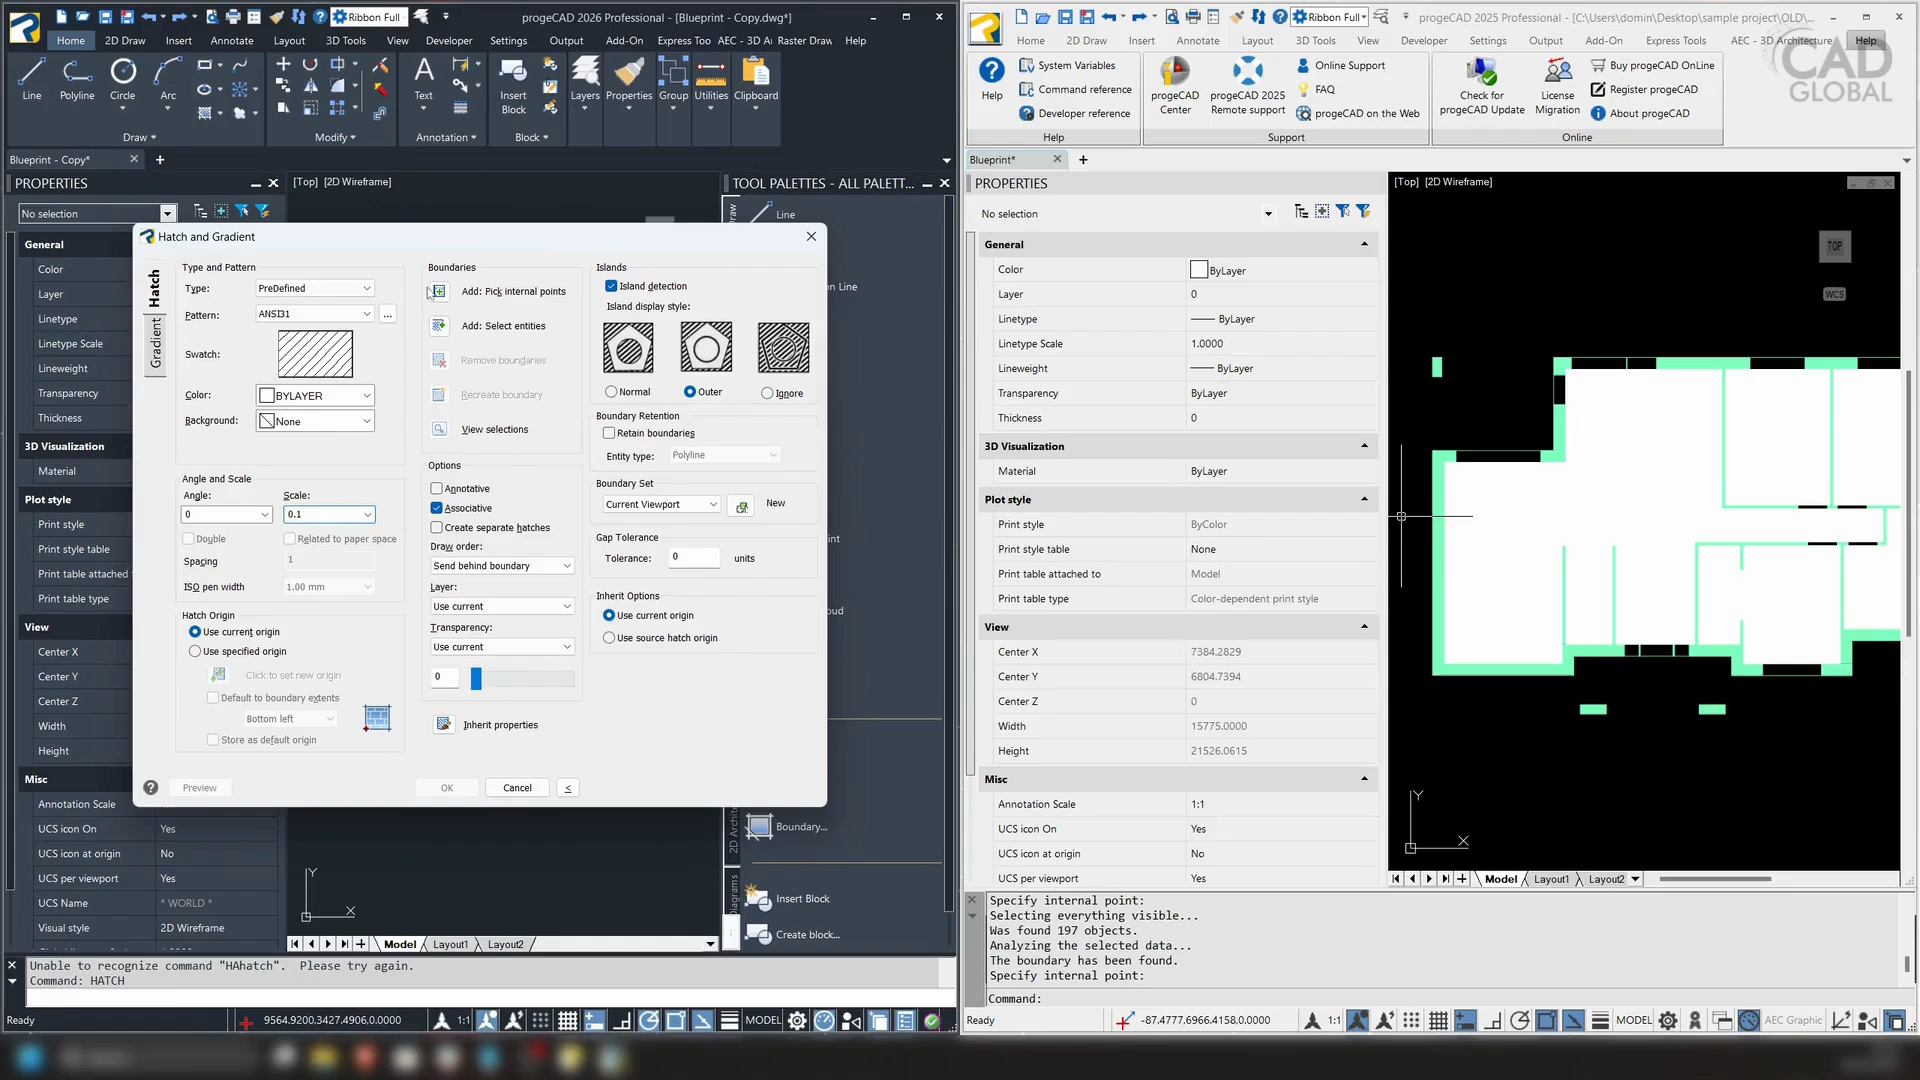 Ribbon Full
progeCAD 2026 Professional - [Blueprint - Copy.dwg*]
Home
2D Draw
Insert
Annotate
Layout
3D Tools
View
Developer
Settings
Output
Add-On
Express Too
AEC - 3D Ar
Raster Draw
Help
Line
Polyline
Circle
Arc
Text
Insert
Block
Layers
Properties
Group
Utilities
Clipboard
Draw
Modify
Annotation
Block
Blueprint - Copy*
PROPERTIES
[Top] [2D Wireframe]
TOOL PALETTES - ALL PALETT...
No selection
Draw
Line
General
Color
Layer
Linetype
Linetype Scale
Lineweight
Transparency
Thickness
3D Visualization
Material
Plot style
Print style
Print style table
Print table attached
Print table type
View
Center X
Center Y
Center Z
Width
Height
Misc
Annotation Scale
UCS icon On
Yes
UCS icon at origin
No
UCS per viewport
Yes
UCS Name
* WORLD *
Visual style
2D Wireframe
Hatch and Gradient
Hatch
Gradient
Type and Pattern
Type:
PreDefined
Pattern:
ANSI31
...
Swatch:
Color:
BYLAYER
Background:
None
Angle and Scale
Angle:
Scale:
0
0.1
Double
Related to paper space
Spacing
1
ISO pen width
1.00 mm
Hatch Origin
Use current origin
Use specified origin
Click to set new origin
Default to boundary extents
Bottom left
Store as default origin
Preview
Boundaries
Add: Pick internal points
Add: Select entities
Remove boundaries
Recreate boundary
View selections
Options
Annotative
Associative
Create separate hatches
Draw order:
Send behind boundary
Layer:
Use current
Transparency:
Use current
0
Inherit properties
OK
Cancel
<
Islands
Island detection
Island display style:
Normal
Outer
Ignore
Boundary Retention
Retain boundaries
Entity type:
Polyline
Boundary Set
Current Viewport
New
Gap Tolerance
Tolerance:
0
units
Inherit Options
Use current origin
Use source hatch origin
on Line
int
oud
2D Archite
Diagrams
Boundary...
Insert Block
Create block...
Y
X
Model
Layout1
Layout2
Unable to recognize command "HAhatch".  Please try again.
Command: HATCH
Ready
9564.9200,3427.4906,0.0000
1:1
MODEL
Ribbon Full
progeCAD 2025 Professional - [C:\Users\domin\Desktop\sample project\OLD\
Home
2D Draw
Insert
Annotate
Layout
3D Tools
View
Developer
Settings
Output
Add-On
Express Tools
AEC - 3D Architecture
Help
CAD
GLOBAL
Help
System Variables
Command reference
Developer reference
Help
progeCAD
Center
progeCAD 2025
Remote support
Online Support
FAQ
progeCAD on the Web
Support
Check for
progeCAD Update
License
Migration
Buy progeCAD OnLine
Register progeCAD
About progeCAD
Online
Blueprint*
PROPERTIES
[Top] [2D Wireframe]
No selection
General
Color
ByLayer
Layer
0
Linetype
ByLayer
Linetype Scale
1.0000
Lineweight
ByLayer
Transparency
ByLayer
Thickness
0
3D Visualization
Material
ByLayer
Plot style
Print style
ByColor
Print style table
None
Print table attached to
Model
Print table type
Color-dependent print style
View
Center X
7384.2829
Center Y
6804.7394
Center Z
0
Width
15775.0000
Height
21526.0615
Misc
Annotation Scale
1:1
UCS icon On
Yes
UCS icon at origin
No
UCS per viewport
Yes
TOP
WCS
Y
X
Model
Layout1
Layout2
Specify internal point:
Selecting everything visible...
Was found 197 objects.
Analyzing the selected data...
The boundary has been found.
Specify internal point:
Command:
Ready
-87.4777,6966.4158,0.0000
1:1
MODEL
AEC Graphic